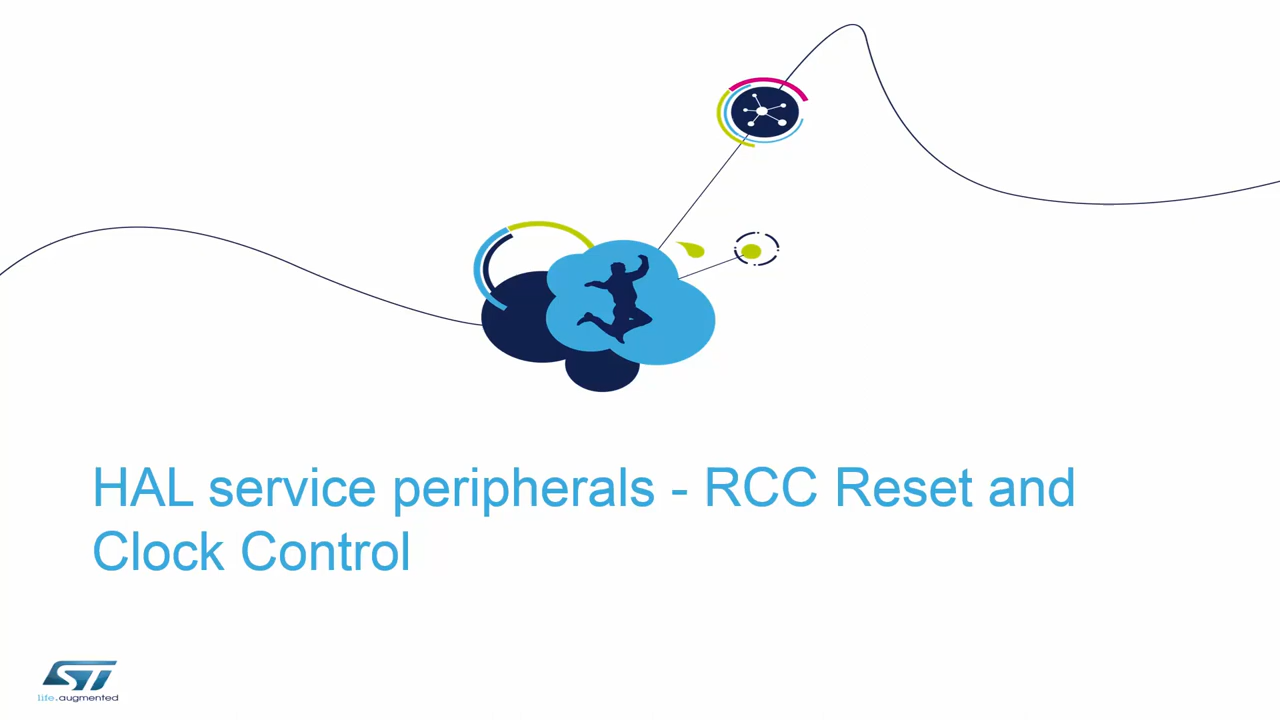 HAL service peripherals - RCC Reset and
Clock Control
ST
life.augmented